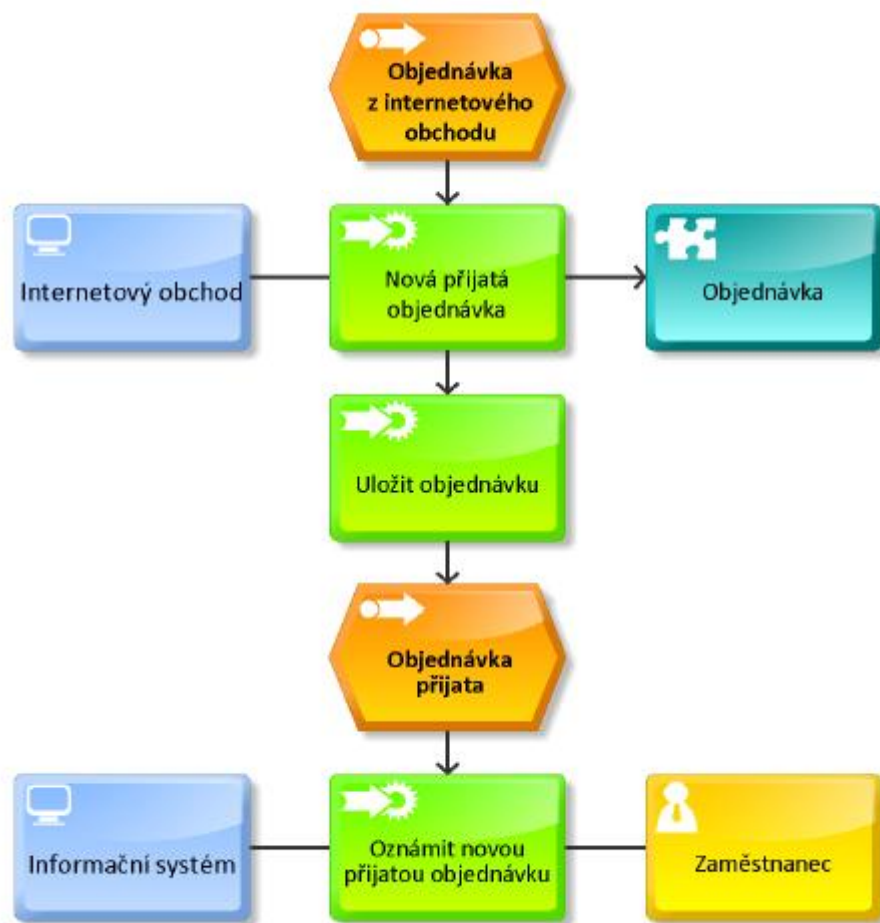 Objednávka
z internetového
obchodu
Internetový obchod
Nová přijatá
objednávka
Objednávka
Uložit objednávku
Objednávka
přijata
Informační systém
Oznámit novou
přijatou objednávku
Zaměstnanec